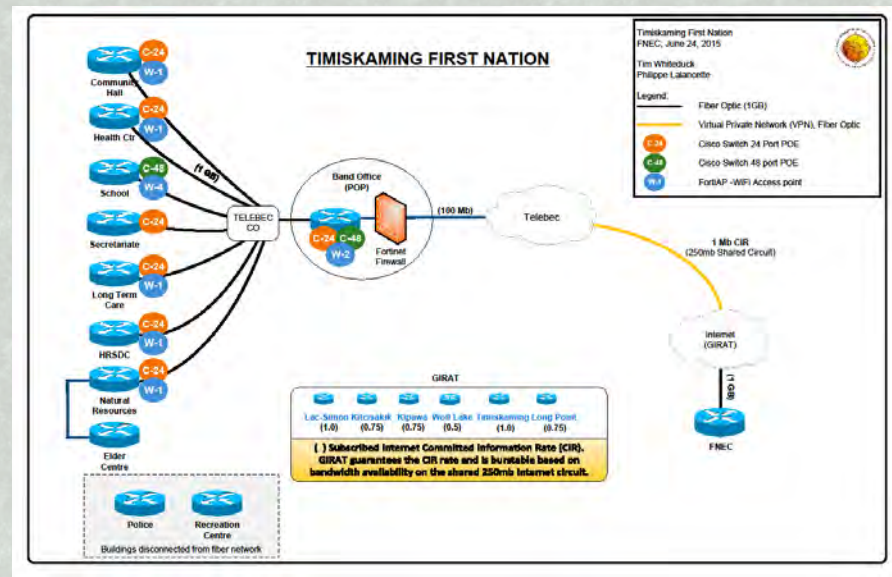 TIMISKAMING FIRST NATION
Timiskaming First Nation
FNEC, June 24, 2015
Tim Whiteduck
Philippe Lalancette
Legend:
Fiber Optic (1GB)
Virtual Private Network (VPN), Fiber Optic
C-24 Cisco Switch 24 Port POE
C-48 Cisco Switch 48 port POE
W-1 FortiAP -WiFi Access point
C-24
W-1
Community
Hall
C-24
W-1
Health Ctr
(1 GB)
C-48
W-4
School
C-24
Secretariate
C-24
W-1
Long Term
Care
C-24
W-1
HRSDC
C-24
W-1
Natural
Resources
Elder
Centre
Police
Recreation
Centre
Buildings disconnected from fiber network
TELEBEC
CO
Band Office
(POP)
C-24 C-48
W-2
Fortinet
Firewall
(100 Mb)
Telebec
1 Mb CIR
(250mb Shared Circuit)
Internet
(GIRAT)
(1 GB)
FNEC
GIRAT
Lac-Simon Kitcisakik Kipawa Wolf Lake Timiskaming Long Point
(1.0) (0.75) (0.75) (0.5) (1.0) (0.75)
( ) Subscribed Internet Committed Information Rate (CIR).
GIRAT guarantees the CIR rate and is burstable based on
bandwidth availability on the shared 250mb Internet circuit.